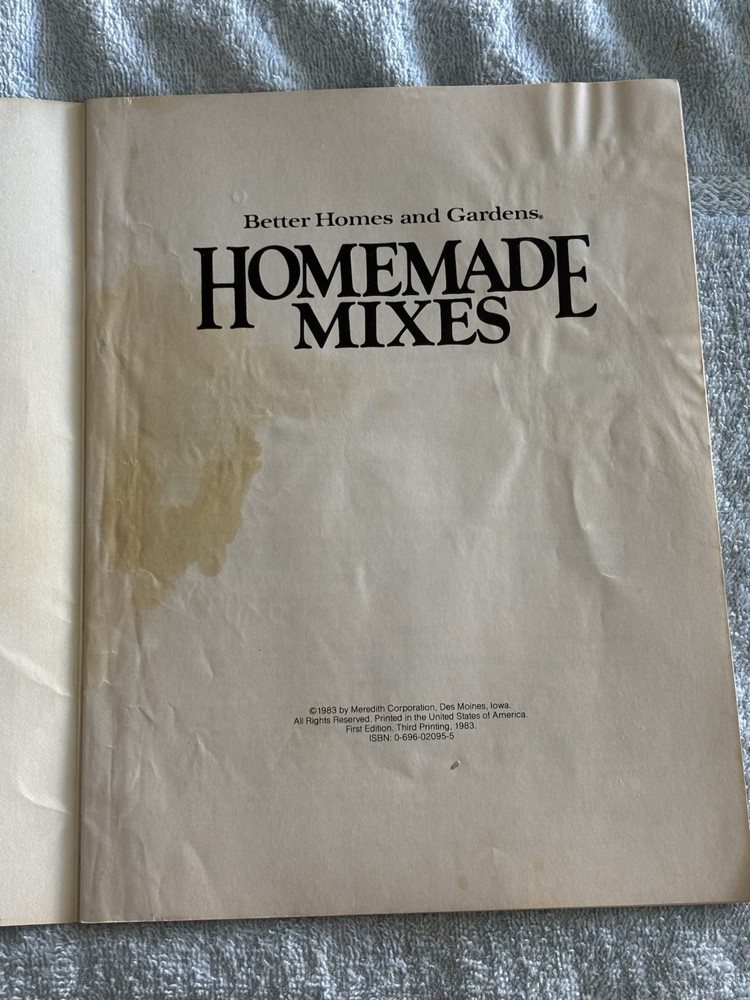 Better Homes and Gardens®
HOMEMADE
MIXES
©1983 by Meredith Corporation, Des Moines, Iowa.
All Rights Reserved. Printed in the United States of America.
First Edition. Third Printing, 1983.
ISBN: 0-696-02095-5